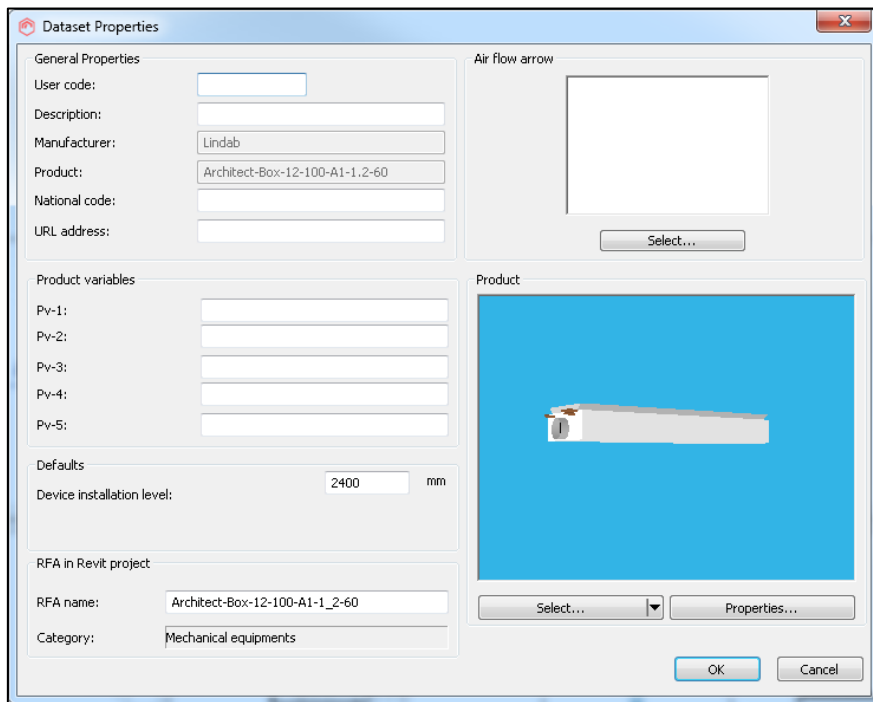 Dataset Properties
General Properties
User code:
Description:
Manufacturer: Lindab
Product: Architect-Box-12-100-A1-1.2-60
National code:
URL address:
Air flow arrow
Select...
Product variables
Pv-1:
Pv-2:
Pv-3:
Pv-4:
Pv-5:
Defaults
Device installation level: 2400 mm
RFA in Revit project
RFA name: Architect-Box-12-100-A1-1_2-60
Category: Mechanical equipments
Product
Select... Properties...
OK Cancel